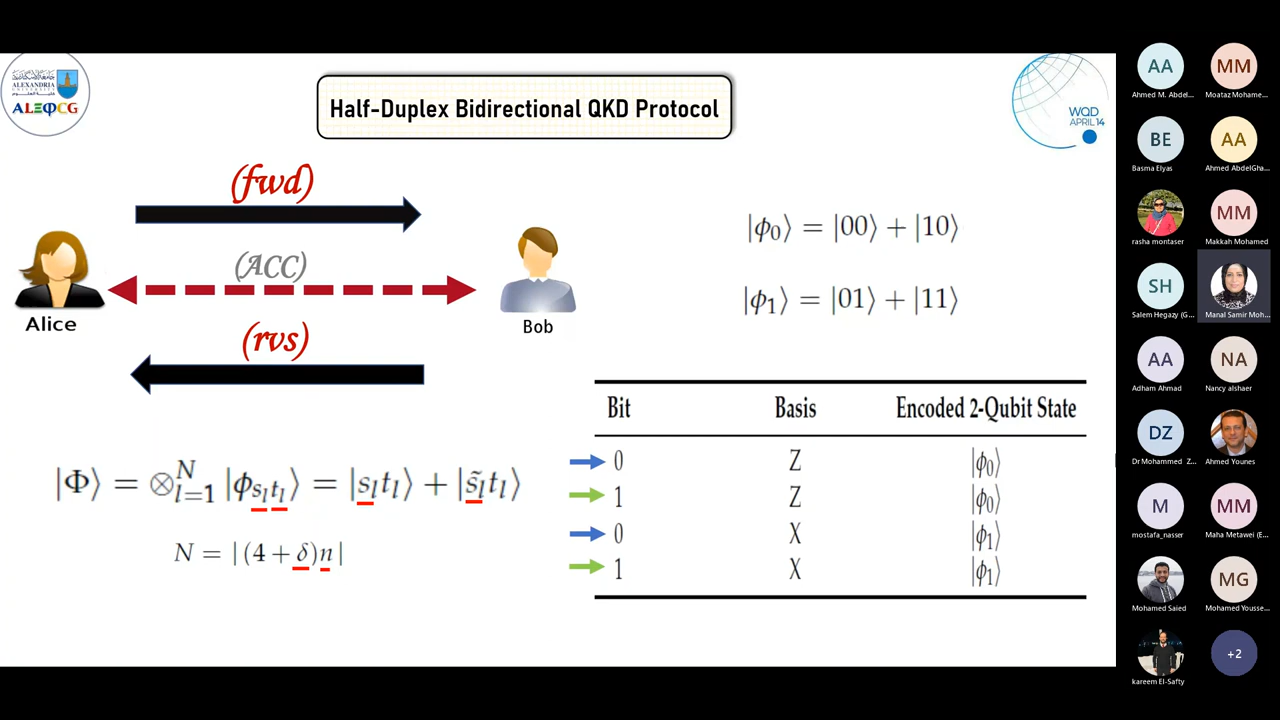 ALEXANDRIA
UNIVERSITY
Half-Duplex Bidirectional QKD Protocol
WQD
APRIL 14
(fwd)
(ACC)
(rvs)
Alice
Bob
|ϕ₀⟩ = |00⟩ + |10⟩
|ϕ₁⟩ = |01⟩ + |11⟩
|Φ⟩ = ⊗ᴺₗ₌₁ |ϕₛₗₜₗ⟩ = |sₗtₗ⟩ + |s̃ₗtₗ⟩
N = |(4 + δ)n|
Bit Basis Encoded 2-Qubit State
0 Z |ϕ₀⟩
1 Z |ϕ₀⟩
0 X |ϕ₁⟩
1 X |ϕ₁⟩
AA MM
Ahmed M. Abdel... Moataz Mohame...
BE AA
Basma Elyas Ahmed AbdelGha...
MM
rasha montaser Makkah Mohamed
SH
Salem Hegazy (G... Manal Samir Moh...
AA NA
Adham Ahmad Nancy alshaer
DZ
Dr Mohammed Z... Ahmed Younes
M MM
mostafa_nasser Maha Metawei (E...
MG
Mohamed Saied Mohamed Yousse...
+2
kareem El-Safty